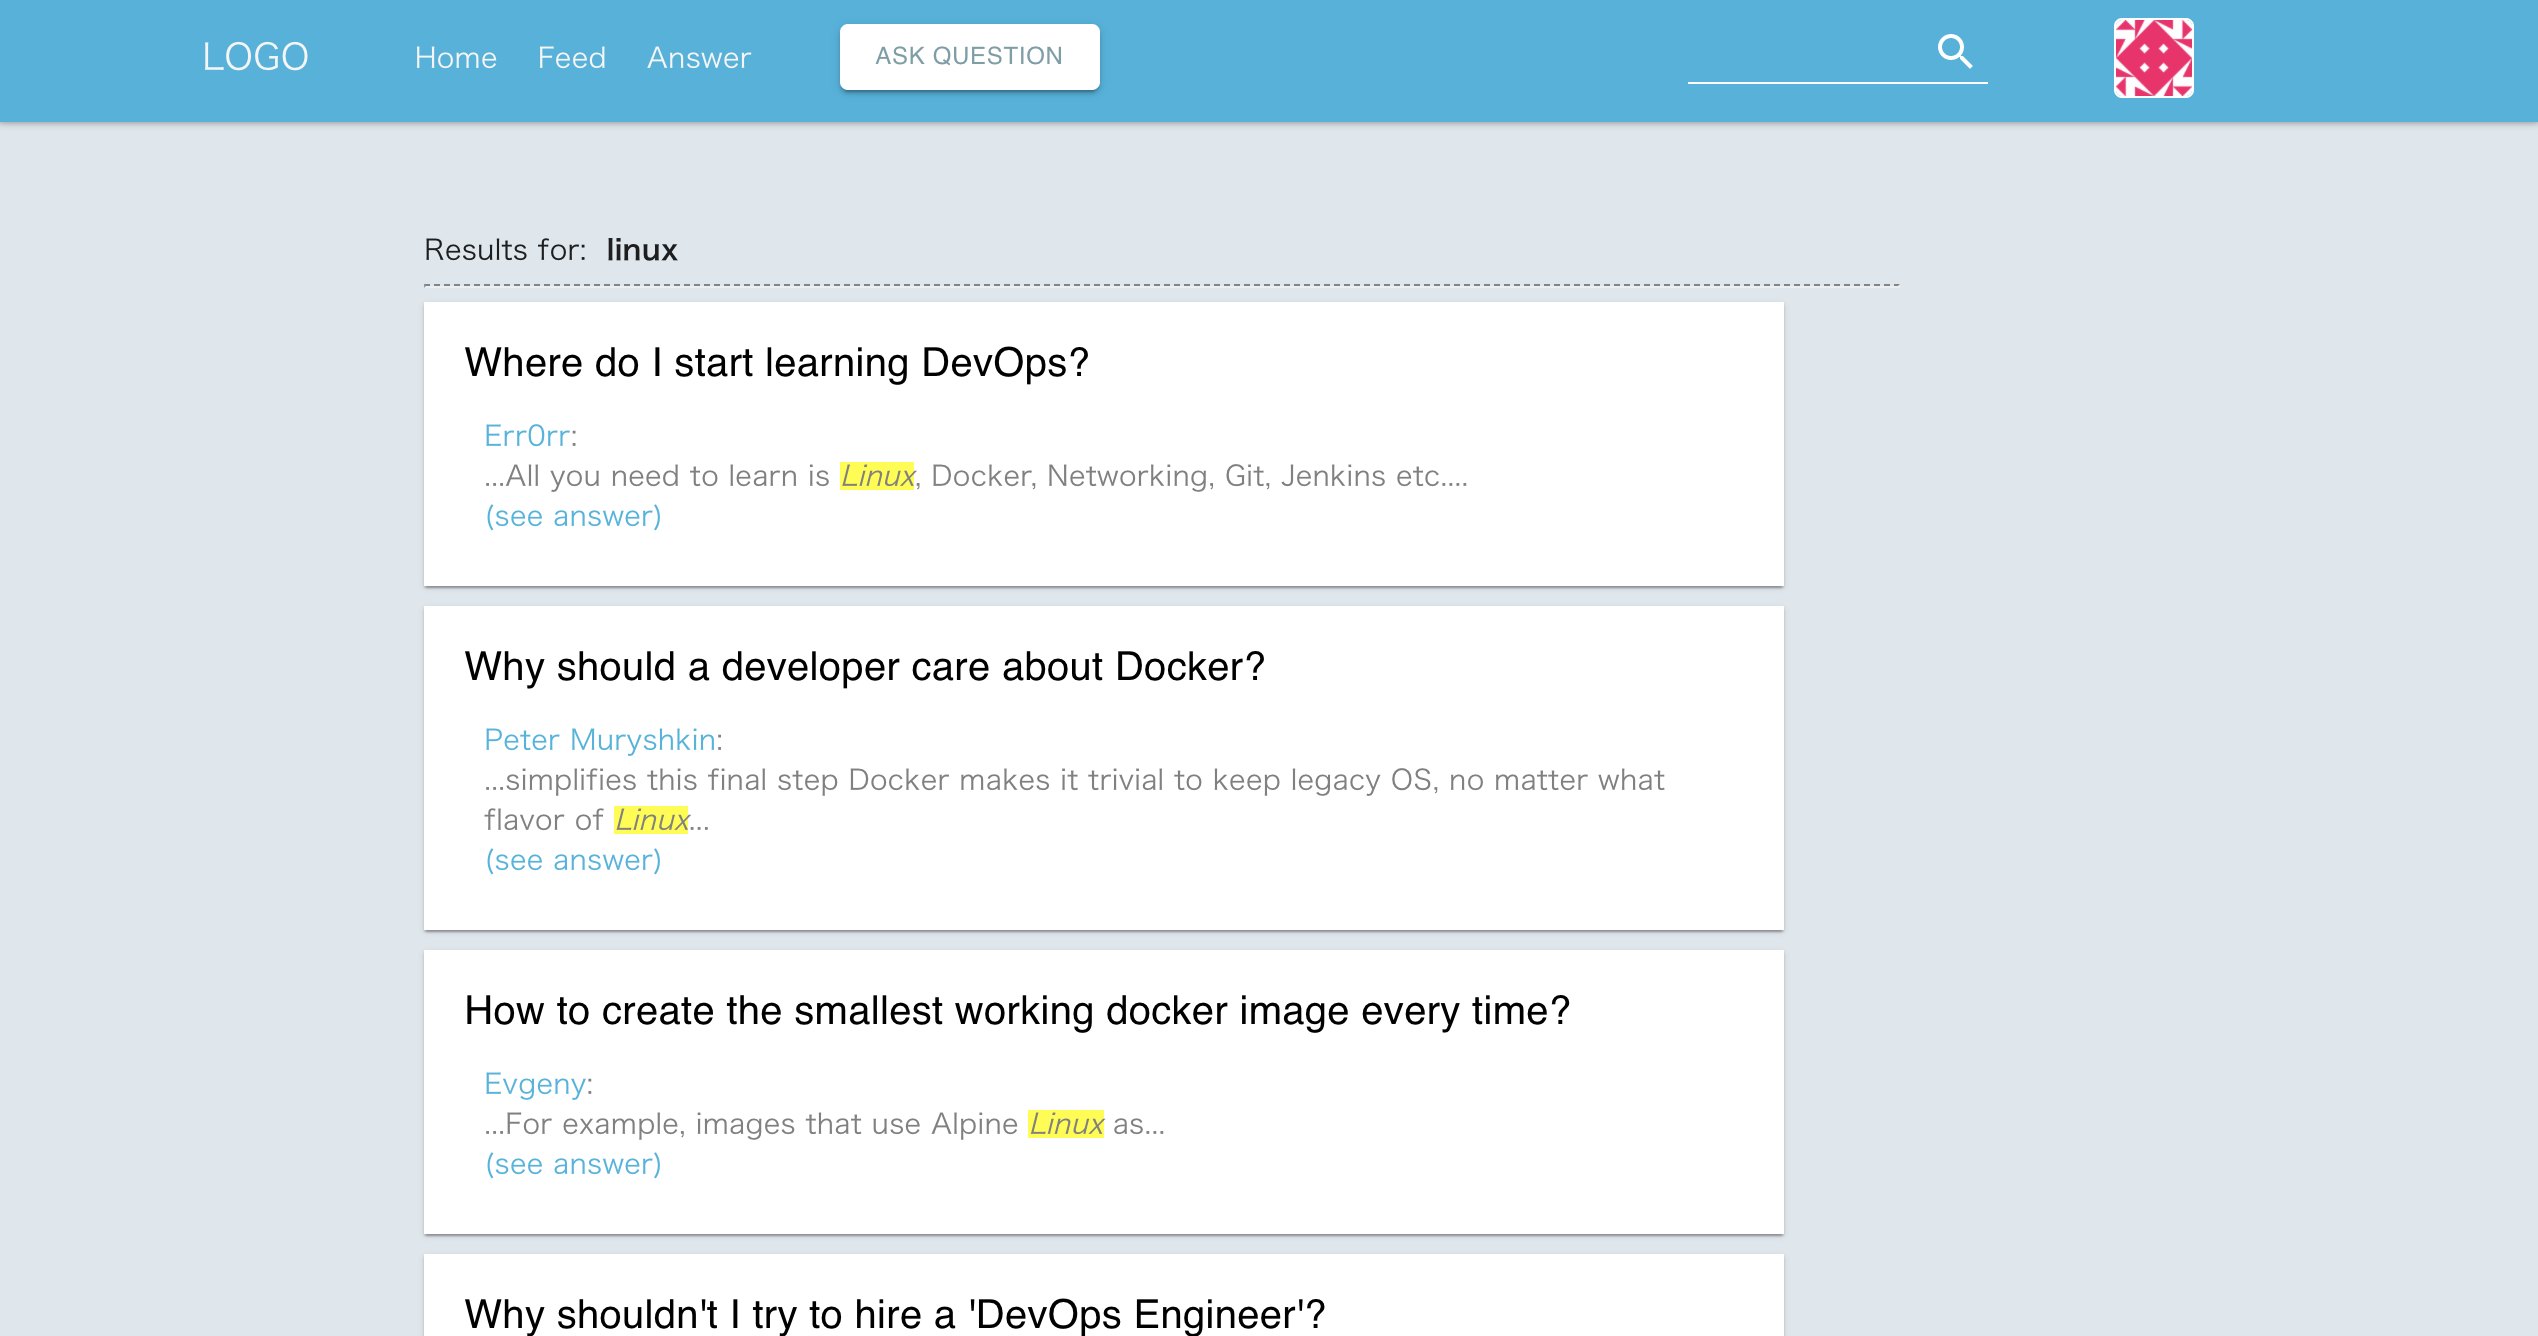 LOGO Home Feed Answer ASK QUESTION
Results for: linux
Where do I start learning DevOps?
Err0rr:
...All you need to learn is Linux, Docker, Networking, Git, Jenkins etc....
(see answer)
Why should a developer care about Docker?
Peter Muryshkin:
...simplifies this final step Docker makes it trivial to keep legacy OS, no matter what
flavor of Linux...
(see answer)
How to create the smallest working docker image every time?
Evgeny:
...For example, images that use Alpine Linux as...
(see answer)
Why shouldn't I try to hire a 'DevOps Engineer'?